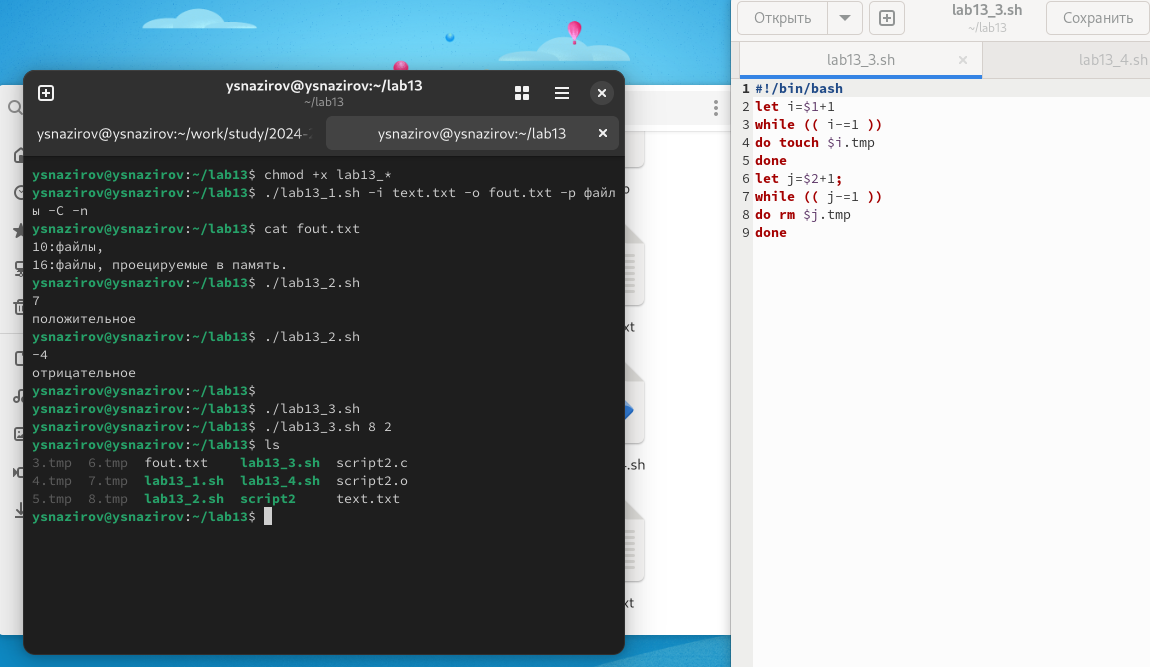 ysnazirov@ysnazirov:~/lab13
~/lab13
ysnazirov@ysnazirov:~/work/study/2024-
ysnazirov@ysnazirov:~/lab13
ysnazirov@ysnazirov:~/lab13$ chmod +x lab13_*
ysnazirov@ysnazirov:~/lab13$ ./lab13_1.sh -i text.txt -o fout.txt -p файл
ы -C -n
ysnazirov@ysnazirov:~/lab13$ cat fout.txt
10:файлы,
16:файлы, проецируемые в память.
ysnazirov@ysnazirov:~/lab13$ ./lab13_2.sh
7
положительное
ysnazirov@ysnazirov:~/lab13$ ./lab13_2.sh
-4
отрицательное
ysnazirov@ysnazirov:~/lab13$
ysnazirov@ysnazirov:~/lab13$ ./lab13_3.sh
ysnazirov@ysnazirov:~/lab13$ ./lab13_3.sh 8 2
ysnazirov@ysnazirov:~/lab13$ ls
3.tmp 6.tmp fout.txt lab13_3.sh script2.c
4.tmp 7.tmp lab13_1.sh lab13_4.sh script2.o
5.tmp 8.tmp lab13_2.sh script2 text.txt
ysnazirov@ysnazirov:~/lab13$
xt
.sh
xt
Открыть
lab13_3.sh
~/lab13
Сохранить
lab13_3.sh
lab13_4.sh
1 #!/bin/bash
2 let i=$1+1
3 while (( i-=1 ))
4 do touch $i.tmp
5 done
6 let j=$2+1;
7 while (( j-=1 ))
8 do rm $j.tmp
9 done